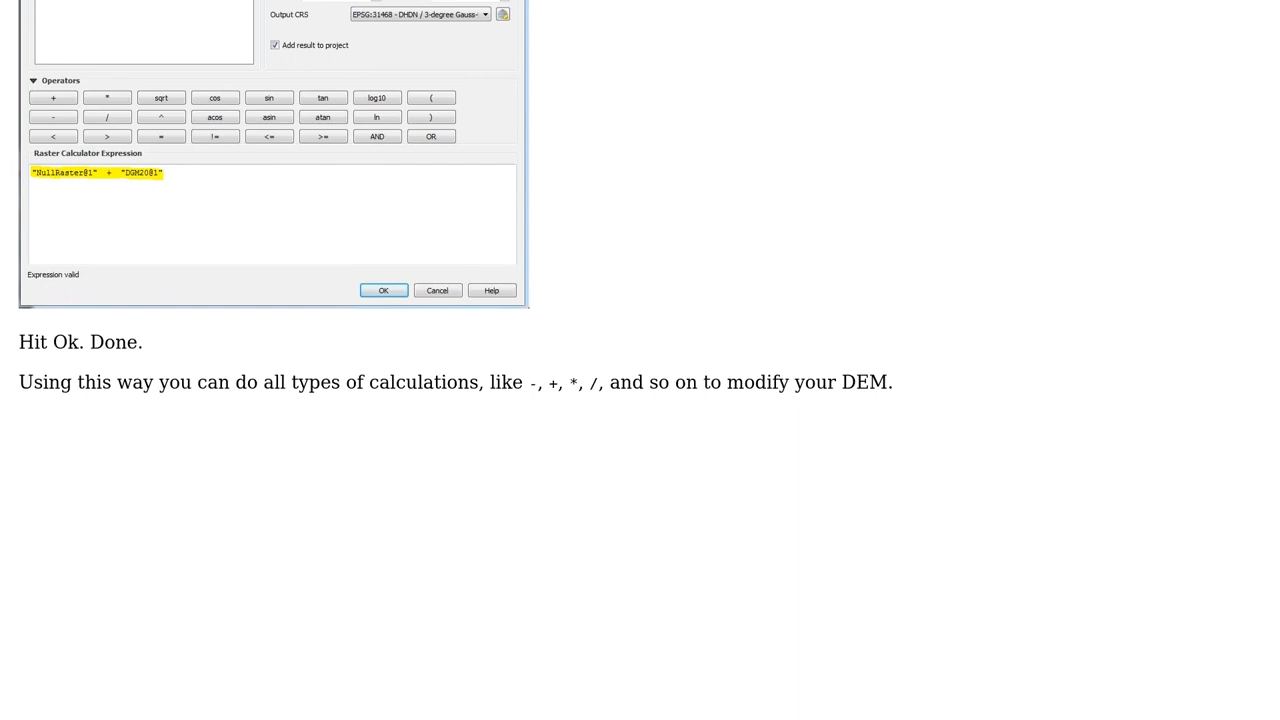 Output CRS EPSG:31468 - DHDN / 3-degree Gauss-
Add result to project
Operators
+ * sqrt cos sin tan log10 (
- / ^ acos asin atan ln )
< > = != <= >= AND OR
Raster Calculator Expression
"NullRaster@1" + "DGM20@1"
Expression valid
OK Cancel Help
Hit Ok. Done.
Using this way you can do all types of calculations, like -, +, *, /, and so on to modify your DEM.